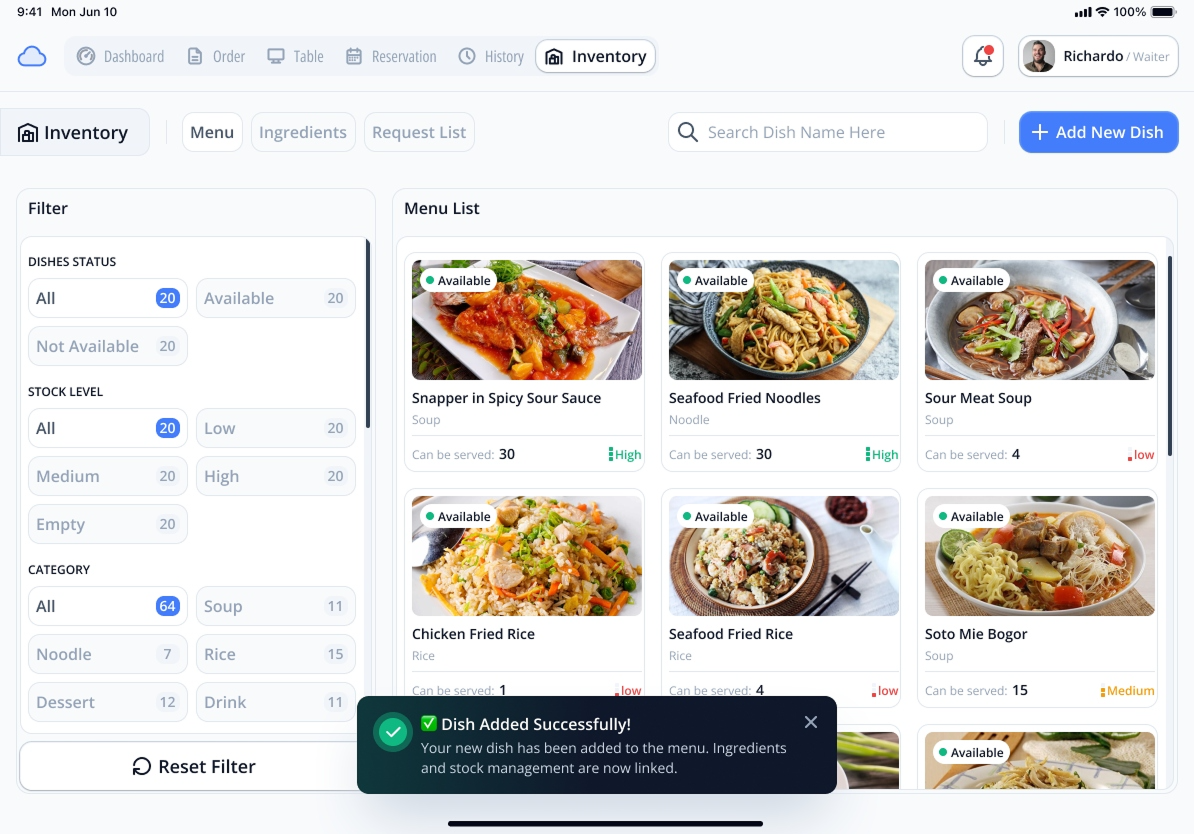 9:41 Mon Jun 10
100%
Dashboard
Order
Table
Reservation
History
Inventory
Richardo / Waiter
Inventory
Menu
Ingredients
Request List
Search Dish Name Here
Add New Dish
Filter
DISHES STATUS
All 20
Available 20
Not Available 20
STOCK LEVEL
All 20
Low 20
Medium 20
High 20
Empty 20
CATEGORY
All 64
Soup 11
Noodle 7
Rice 15
Dessert 12
Drink 11
Reset Filter
Menu List
Available
Snapper in Spicy Sour Sauce
Soup
Can be served: 30
High
Available
Seafood Fried Noodles
Noodle
Can be served: 30
High
Available
Sour Meat Soup
Soup
Can be served: 4
low
Available
Chicken Fried Rice
Rice
Can be served: 1
low
Available
Seafood Fried Rice
Rice
Can be served: 4
low
Available
Soto Mie Bogor
Soup
Can be served: 15
Medium
Available
✅ Dish Added Successfully!
Your new dish has been added to the menu. Ingredients
and stock management are now linked.